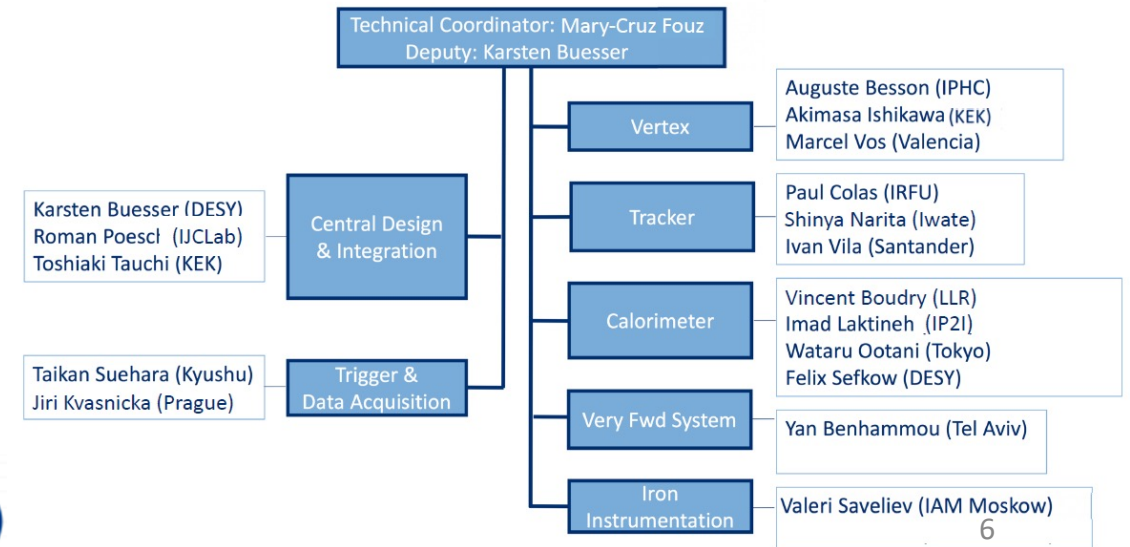 Technical Coordinator: Mary-Cruz Fouz
Deputy: Karsten Buesser
Vertex
Auguste Besson (IPHC)
Akimasa Ishikawa (KEK)
Marcel Vos (Valencia)
Karsten Buesser (DESY)
Roman Poescl (IJCLab)
Toshiaki Tauchi (KEK)
Central Design
& Integration
Tracker
Paul Colas (IRFU)
Shinya Narita (Iwate)
Ivan Vila (Santander)
Calorimeter
Vincent Boudry (LLR)
Imad Laktineh (IP2I)
Wataru Ootani (Tokyo)
Felix Sefkow (DESY)
Taikan Suehara (Kyushu)
Jiri Kvasnicka (Prague)
Trigger &
Data Acquisition
Very Fwd System
Yan Benhammou (Tel Aviv)
Iron
Instrumentation
Valeri Saveliev (IAM Moskow)
6